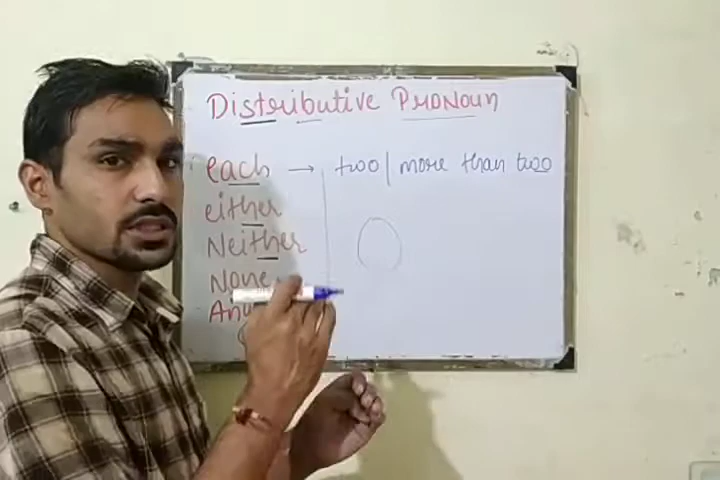 Distributive Pronoun
each → two | more than two
either
Neither
None